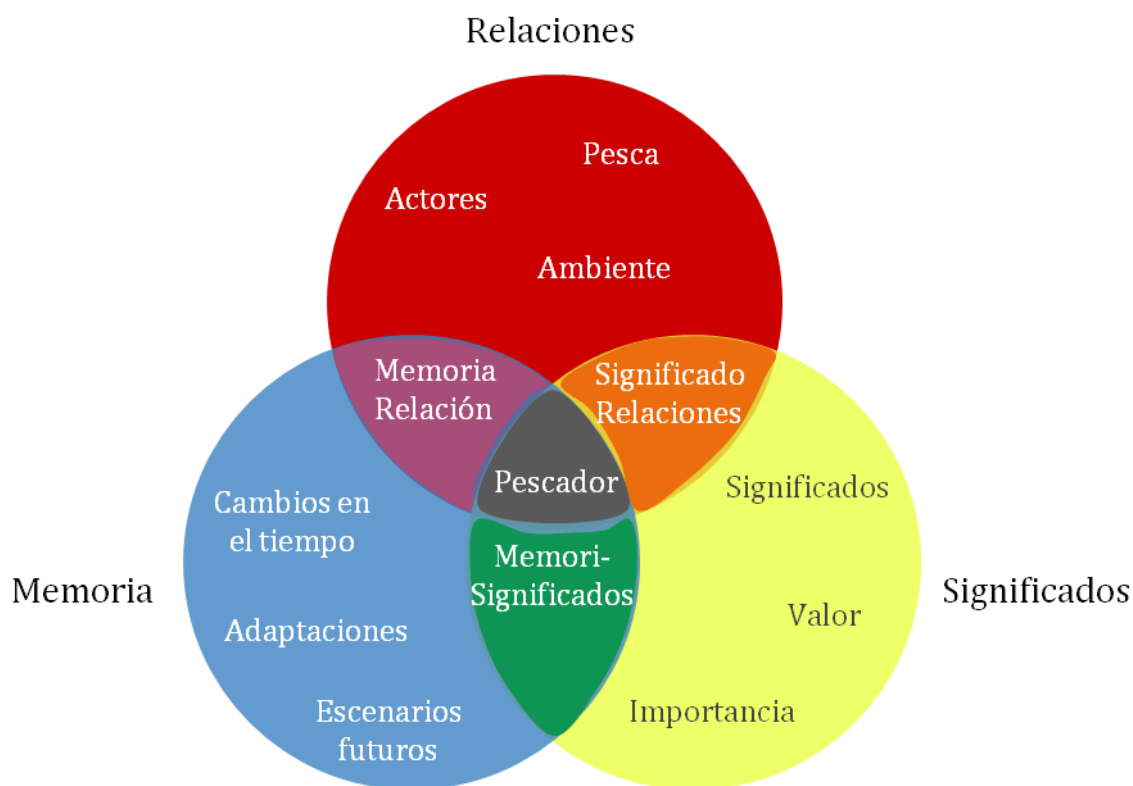 Relaciones
Pesca
Actores
Ambiente
Memoria
Relación
Significado
Relaciones
Pescador
Cambios en
el tiempo
Significados
Memori-
Significados
Memoria
Significados
Adaptaciones
Valor
Escenarios
futuros
Importancia